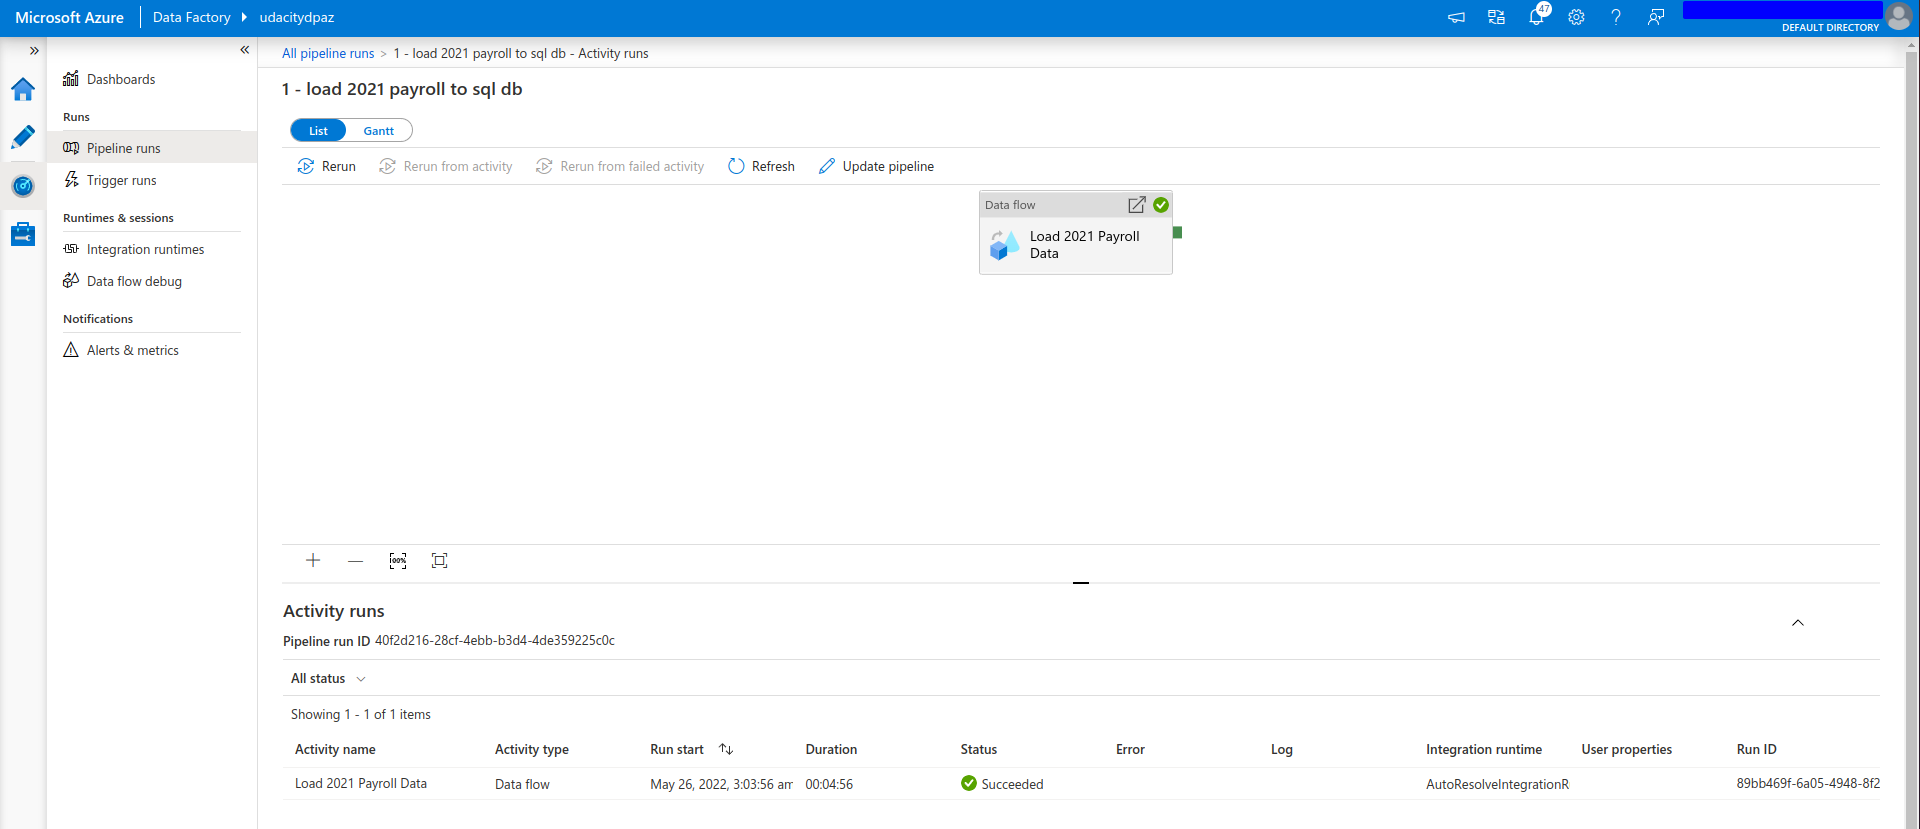 Microsoft Azure Data Factory udacitydpaz 47
DEFAULT DIRECTORY
» «
All pipeline runs > 1 - load 2021 payroll to sql db - Activity runs
Dashboards
Runs
Pipeline runs
Trigger runs
Runtimes & sessions
Integration runtimes
Data flow debug
Notifications
Alerts & metrics
1 - load 2021 payroll to sql db
List Gantt
Rerun Rerun from activity Rerun from failed activity Refresh Update pipeline
Data flow
Load 2021 Payroll
Data
100%
Activity runs
Pipeline run ID 40f2d216-28cf-4ebb-b3d4-4de359225c0c
All status
Showing 1 - 1 of 1 items
Activity name Activity type Run start Duration Status Error Log Integration runtime User properties Run ID
Load 2021 Payroll Data Data flow May 26, 2022, 3:03:56 am 00:04:56 Succeeded AutoResolveIntegrationR 89bb469f-6a05-4948-8f2